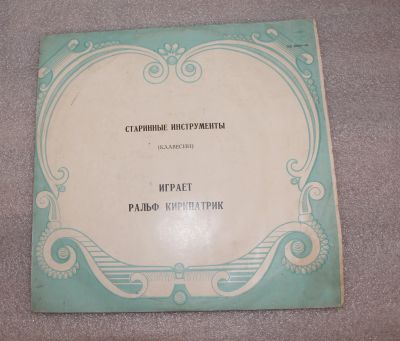 СТАРИННЫЕ ИНСТРУМЕНТЫ
(КЛАВЕСИН)
ИГРАЕТ
РАЛЬФ КИРКПАТРИК